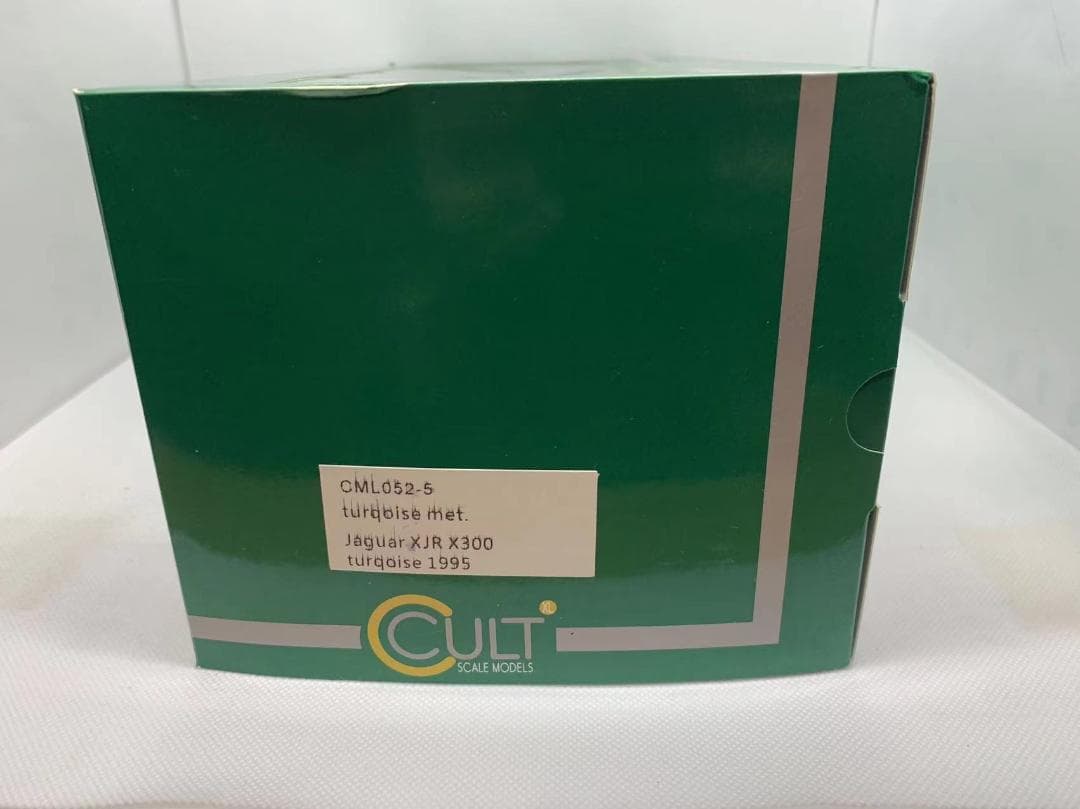 CML052-5
turqoise met.
Jaguar XJR X300
turqoise 1995
CULT XL
SCALE MODELS